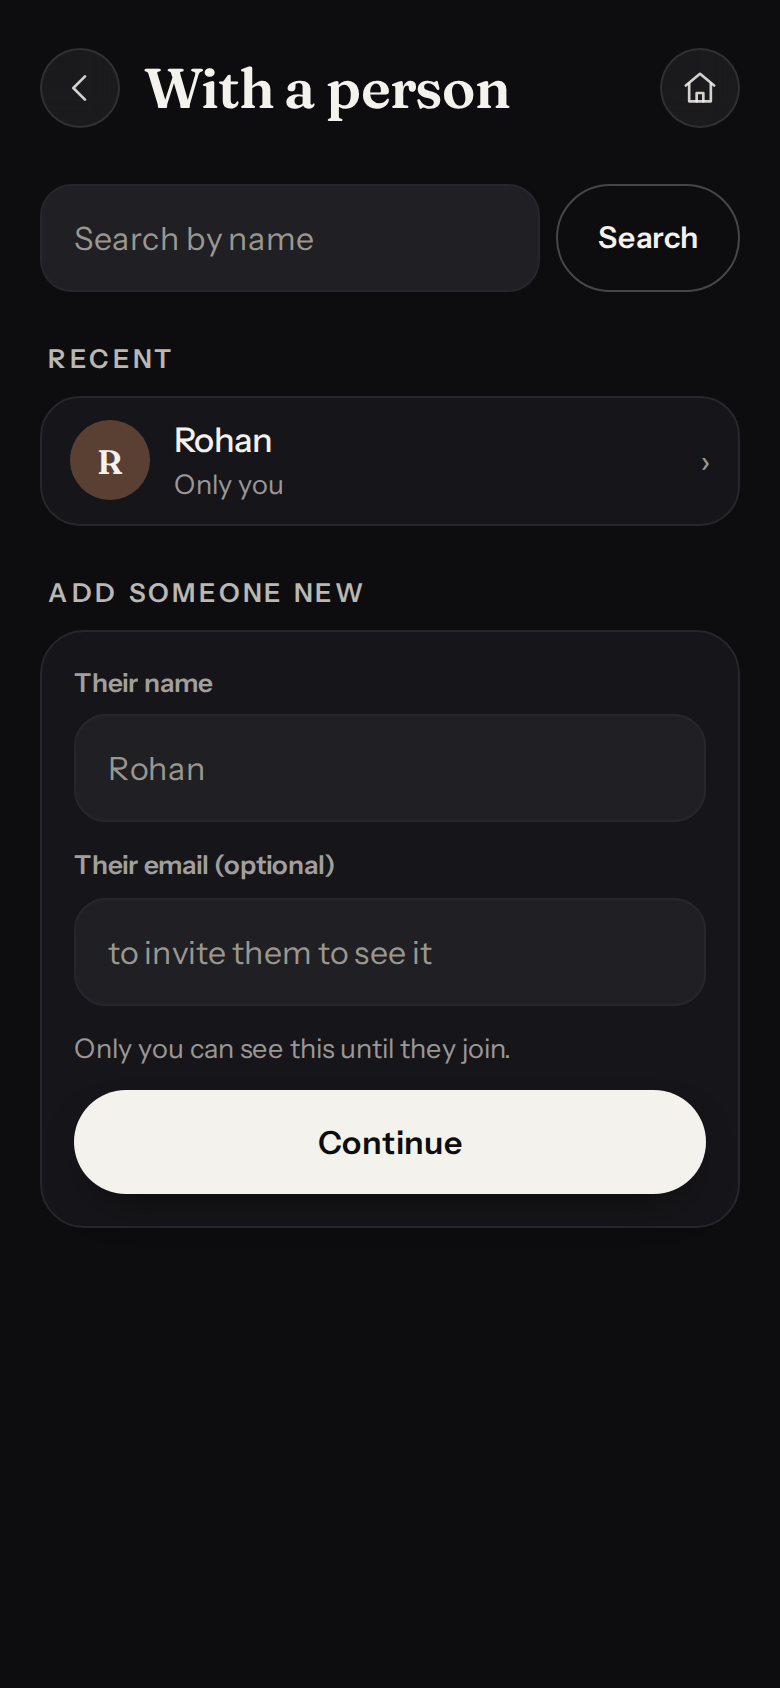 With a person
Search by name
Search
RECENT
R
Rohan
Only you
›
ADD SOMEONE NEW
Their name
Rohan
Their email (optional)
to invite them to see it
Only you can see this until they join.
Continue